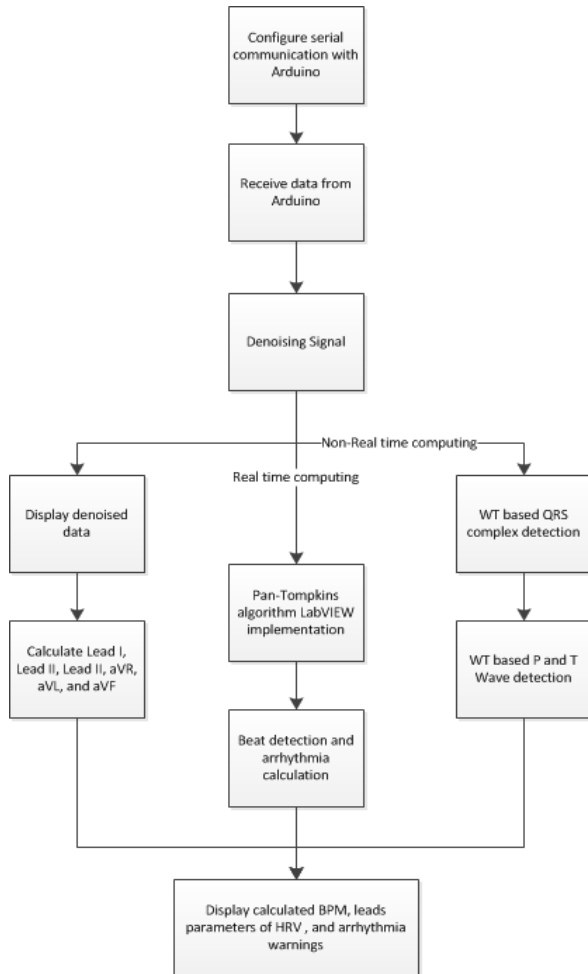 Configure serial
communication with
Arduino
Receive data from
Arduino
Denoising Signal
Non-Real time computing
Real time computing
Display denoised
data
WT based QRS
complex detection
Pan-Tompkins
algorithm LabVIEW
implementation
Calculate Lead I,
Lead II, Lead II, aVR,
aVL, and aVF
WT based P and T
Wave detection
Beat detection and
arrhythmia
calculation
Display calculated BPM, leads
parameters of HRV , and arrhythmia
warnings